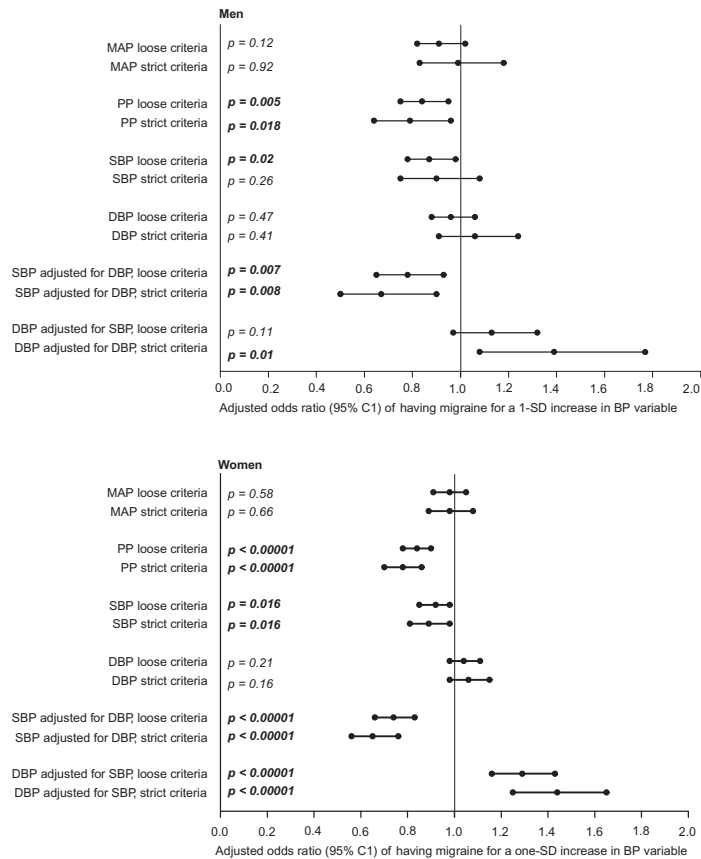 Men
MAP loose criteria p = 0.12
MAP strict criteria p = 0.92
PP loose criteria p = 0.005
PP strict criteria p = 0.018
SBP loose criteria p = 0.02
SBP strict criteria p = 0.26
DBP loose criteria p = 0.47
DBP strict criteria p = 0.41
SBP adjusted for DBP, loose criteria p = 0.007
SBP adjusted for DBP, strict criteria p = 0.008
DBP adjusted for SBP, loose criteria p = 0.11
DBP adjusted for DBP, strict criteria p = 0.01
0.0 0.2 0.4 0.6 0.8 1.0 1.2 1.4 1.6 1.8 2.0
Adjusted odds ratio (95% C1) of having migraine for a 1-SD increase in BP variable
Women
MAP loose criteria p = 0.58
MAP strict criteria p = 0.66
PP loose criteria p < 0.00001
PP strict criteria p < 0.00001
SBP loose criteria p = 0.016
SBP strict criteria p = 0.016
DBP loose criteria p = 0.21
DBP strict criteria p = 0.16
SBP adjusted for DBP, loose criteria p < 0.00001
SBP adjusted for DBP, strict criteria p < 0.00001
DBP adjusted for SBP, loose criteria p < 0.00001
DBP adjusted for SBP, strict criteria p < 0.00001
0.0 0.2 0.4 0.6 0.8 1.0 1.2 1.4 1.6 1.8 2.0
Adjusted odds ratio (95% C1) of having migraine for a one-SD increase in BP variable